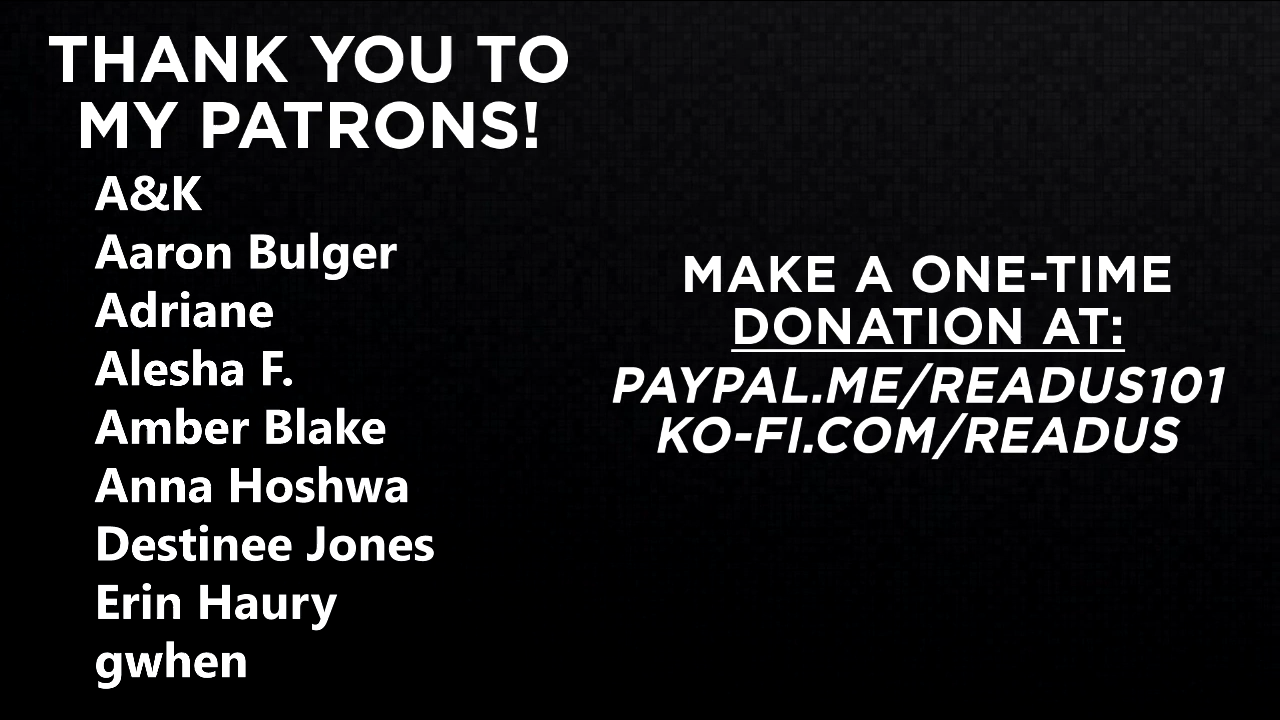 THANK YOU TO
MY PATRONS!
A&K
Aaron Bulger
Adriane
Alesha F.
Amber Blake
Anna Hoshwa
Destinee Jones
Erin Haury
gwhen
MAKE A ONE-TIME
DONATION AT:
PAYPAL.ME/READUS101
KO-FI.COM/READUS